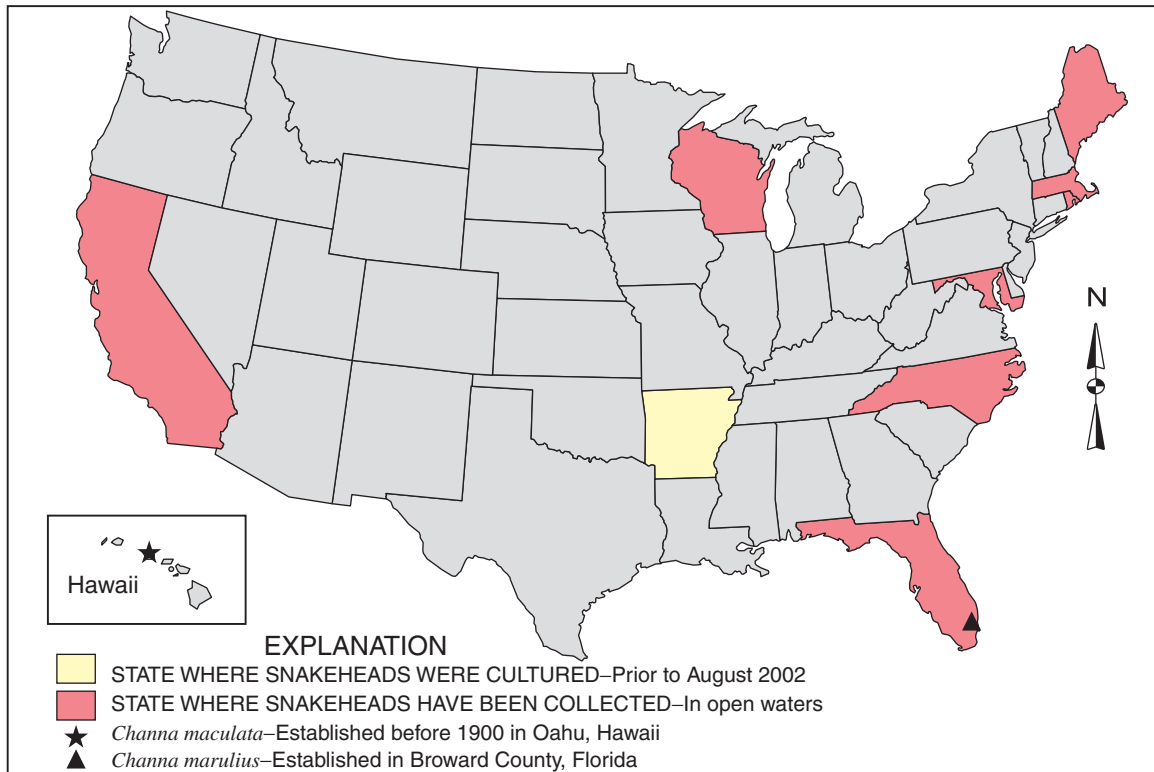 N
Hawaii
EXPLANATION
STATE WHERE SNAKEHEADS WERE CULTURED–Prior to August 2002
STATE WHERE SNAKEHEADS HAVE BEEN COLLECTED–In open waters
Channa maculata–Established before 1900 in Oahu, Hawaii
Channa marulius–Established in Broward County, Florida